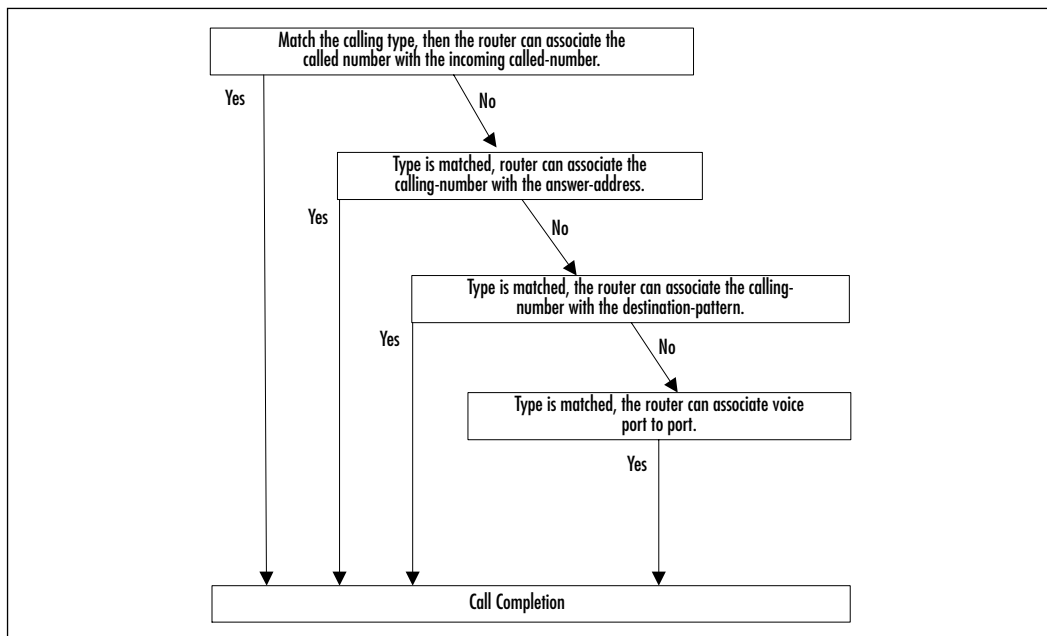 Match the calling type, then the router can associate the
called number with the incoming called-number.
Yes
No
Type is matched, router can associate the
calling-number with the answer-address.
Yes
No
Type is matched, the router can associate the calling-
number with the destination-pattern.
Yes
No
Type is matched, the router can associate voice
port to port.
Yes
Call Completion